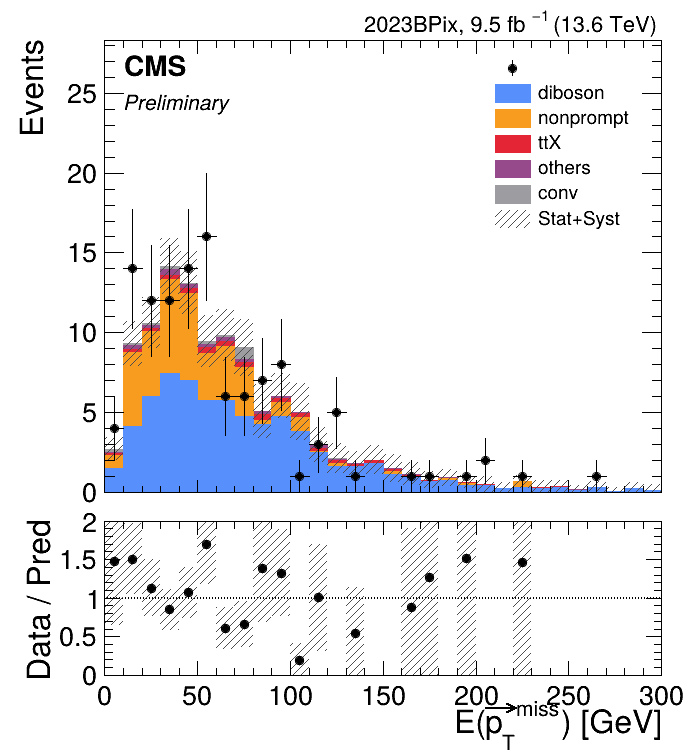 2023BPix, 9.5 fb⁻¹ (13.6 TeV)
CMS
Preliminary
Events
25
20
15
10
5
0
diboson
nonprompt
ttX
others
conv
Stat+Syst
Data / Pred
2
1.5
1
0.5
0
0 50 100 150 200 250 300
E(p⃗_T^miss) [GeV]